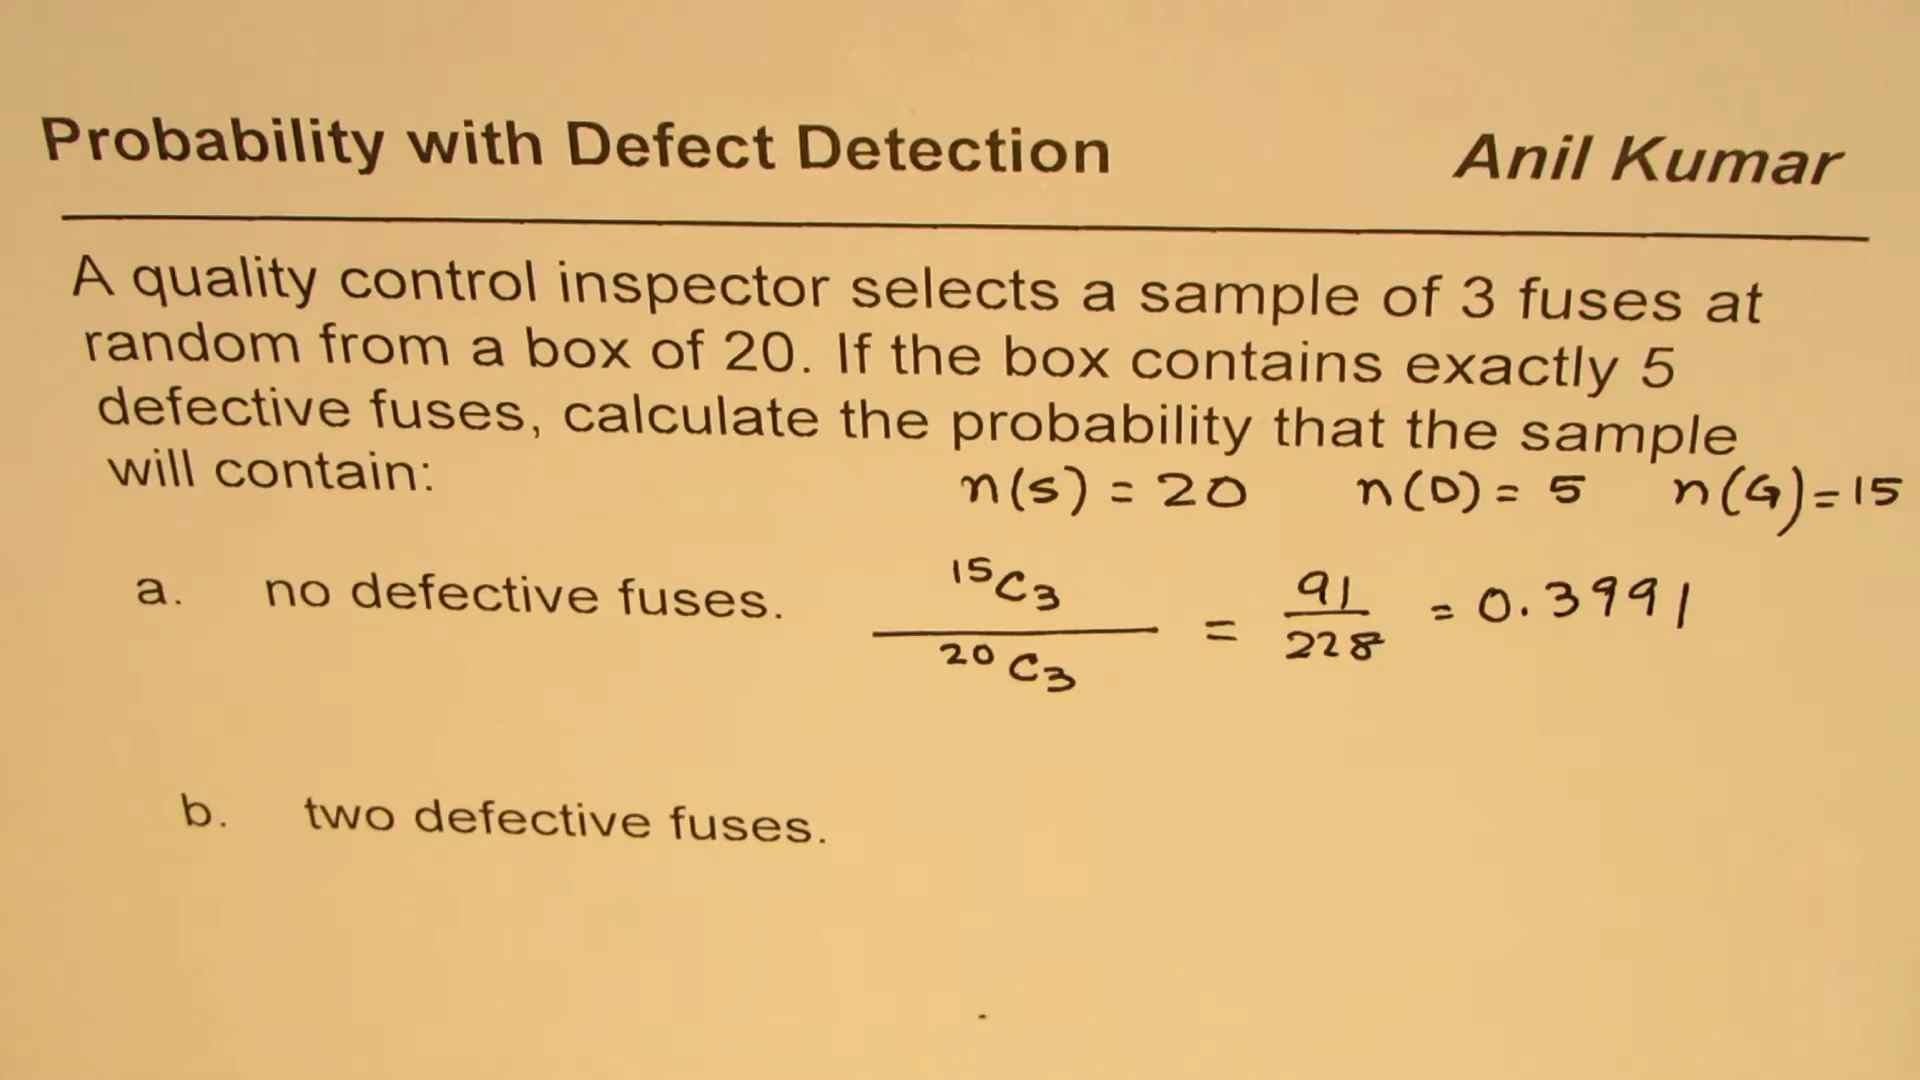 Probability with Defect Detection Anil Kumar
A quality control inspector selects a sample of 3 fuses at
random from a box of 20. If the box contains exactly 5
defective fuses, calculate the probability that the sample
will contain: n(S) = 20 n(D) = 5 n(G) = 15
a. no defective fuses. ¹⁵C₃ / ²⁰C₃ = 91/228 = 0.3991
b. two defective fuses.